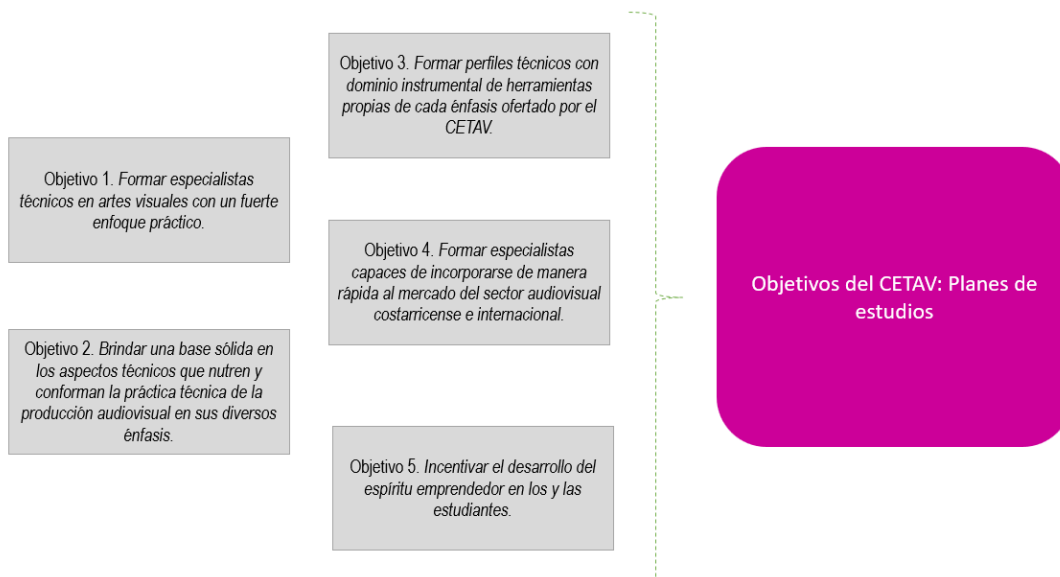 Objetivo 1. Formar especialistas
técnicos en artes visuales con un fuerte
enfoque práctico.
Objetivo 2. Brindar una base sólida en
los aspectos técnicos que nutren y
conforman la práctica técnica de la
producción audiovisual en sus diversos
énfasis.
Objetivo 3. Formar perfiles técnicos con
dominio instrumental de herramientas
propias de cada énfasis ofertado por el
CETAV.
Objetivo 4. Formar especialistas
capaces de incorporarse de manera
rápida al mercado del sector audiovisual
costarricense e internacional.
Objetivo 5. Incentivar el desarrollo del
espíritu emprendedor en los y las
estudiantes.
Objetivos del CETAV: Planes de
estudios